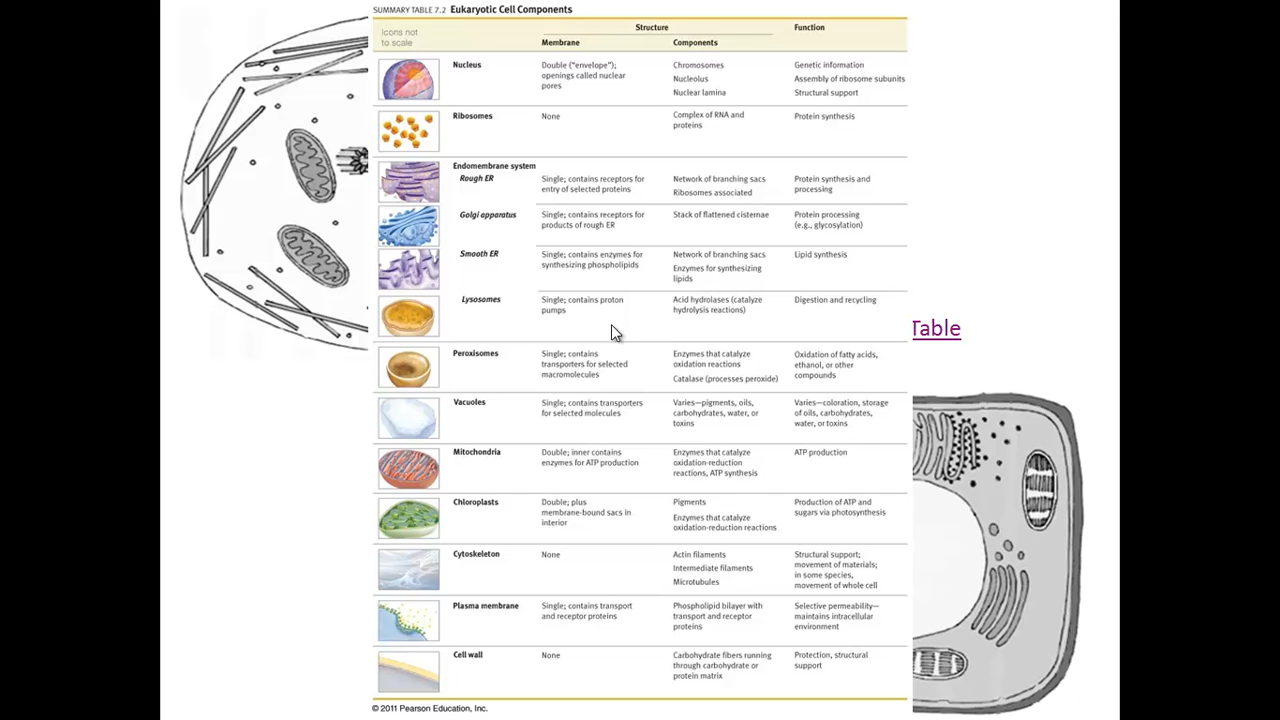 SUMMARY TABLE 7.2 Eukaryotic Cell Components
Icons not
to scale
Structure
Function
Membrane
Components
Nucleus
Double ("envelope");
openings called nuclear
pores
Chromosomes
Nucleolus
Nuclear lamina
Genetic information
Assembly of ribosome subunits
Structural support
Ribosomes
None
Complex of RNA and
proteins
Protein synthesis
Endomembrane system
Rough ER
Single; contains receptors for
entry of selected proteins
Network of branching sacs
Ribosomes associated
Protein synthesis and
processing
Golgi apparatus
Single; contains receptors for
products of rough ER
Stack of flattened cisternae
Protein processing
(e.g., glycosylation)
Smooth ER
Single; contains enzymes for
synthesizing phospholipids
Network of branching sacs
Enzymes for synthesizing
lipids
Lipid synthesis
Lysosomes
Single; contains proton
pumps
Acid hydrolases (catalyze
hydrolysis reactions)
Digestion and recycling
Table
Peroxisomes
Single; contains
transporters for selected
macromolecules
Enzymes that catalyze
oxidation reactions
Catalase (processes peroxide)
Oxidation of fatty acids,
ethanol, or other
compounds
Vacuoles
Single; contains transporters
for selected molecules
Varies—pigments, oils,
carbohydrates, water, or
toxins
Varies—coloration, storage
of oils, carbohydrates,
water, or toxins
Mitochondria
Double; inner contains
enzymes for ATP production
Enzymes that catalyze
oxidation-reduction
reactions, ATP synthesis
ATP production
Chloroplasts
Double; plus
membrane-bound sacs in
interior
Pigments
Enzymes that catalyze
oxidation-reduction reactions
Production of ATP and
sugars via photosynthesis
Cytoskeleton
None
Actin filaments
Intermediate filaments
Microtubules
Structural support;
movement of materials;
in some species,
movement of whole cell
Plasma membrane
Single; contains transport
and receptor proteins
Phospholipid bilayer with
transport and receptor
proteins
Selective permeability—
maintains intracellular
environment
Cell wall
None
Carbohydrate fibers running
through carbohydrate or
protein matrix
Protection, structural
support
© 2011 Pearson Education, Inc.